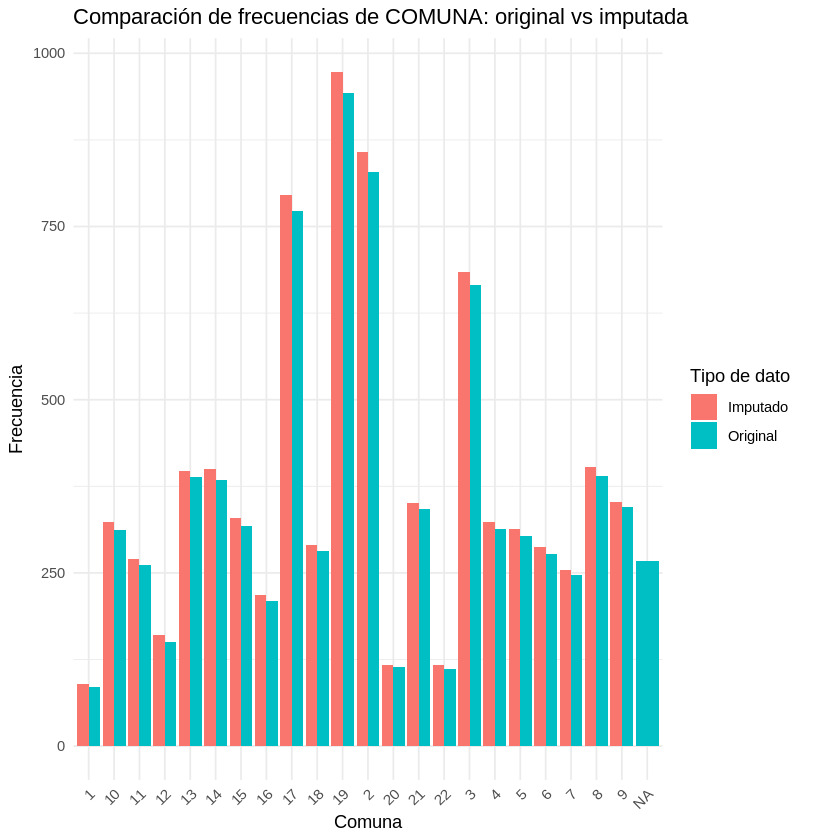 Comparación de frecuencias de COMUNA: original vs imputada
1000
750
500
250
0
Frecuencia
1 10 11 12 13 14 15 16 17 18 19 2 20 21 22 3 4 5 6 7 8 9 NA
Comuna
Tipo de dato
Imputado
Original